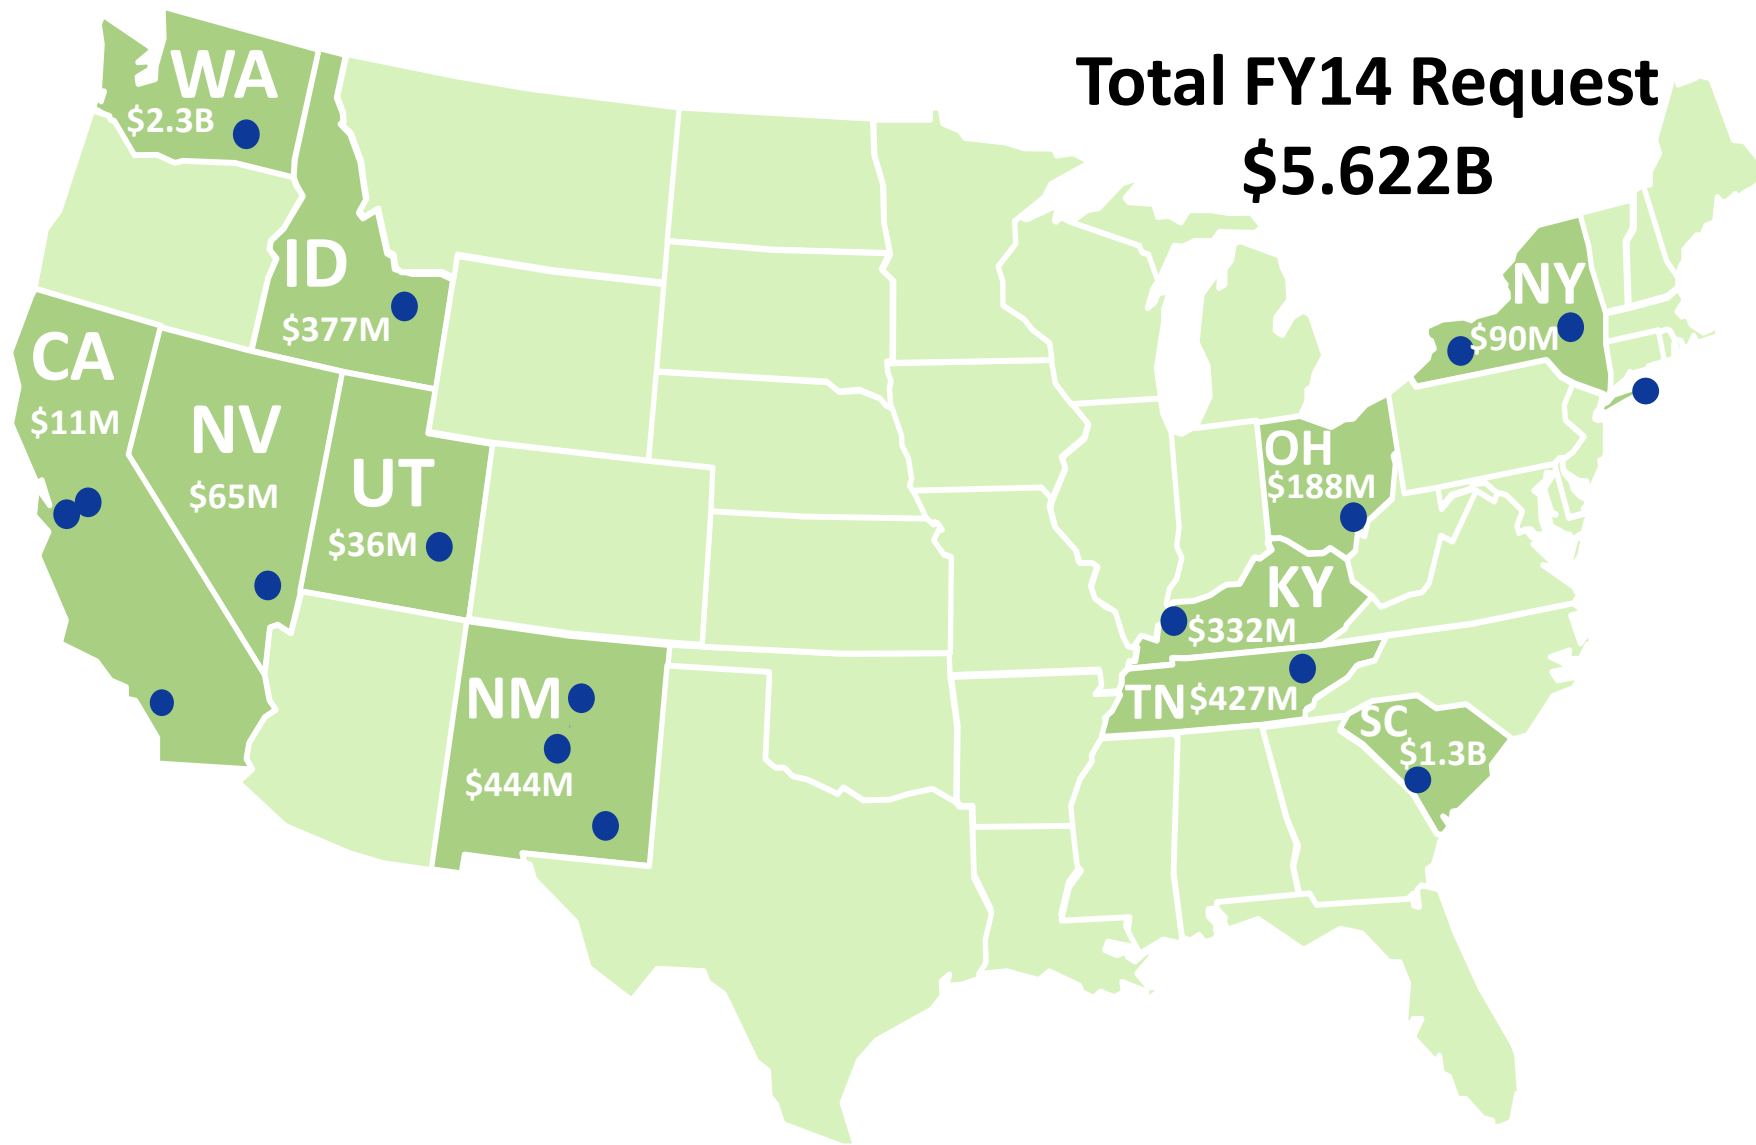 Total FY14 Request
$5.622B
WA
$2.3B
ID
$377M
CA
$11M
NV
$65M
UT
$36M
NM
$444M
NY
$90M
OH
$188M
KY
$332M
TN $427M
SC
$1.3B